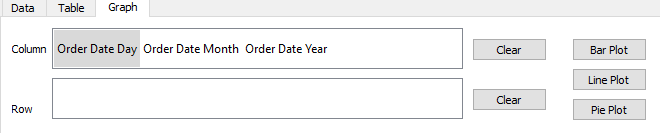 Data Table Graph
Column Order Date Day Order Date Month Order Date Year Clear Bar Plot
Line Plot
Row Clear Pie Plot